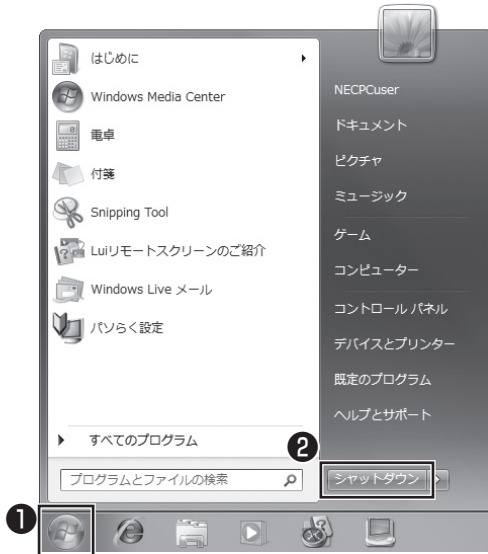 はじめに
Windows Media Center
電卓
付箋
Snipping Tool
Luiリモートスクリーンのご紹介
Windows Live メール
パソらく設定
すべてのプログラム
プログラムとファイルの検索
NECPCuser
ドキュメント
ピクチャ
ミュージック
ゲーム
コンピューター
コントロール パネル
デバイスとプリンター
既定のプログラム
ヘルプとサポート
❷
シャットダウン
❶